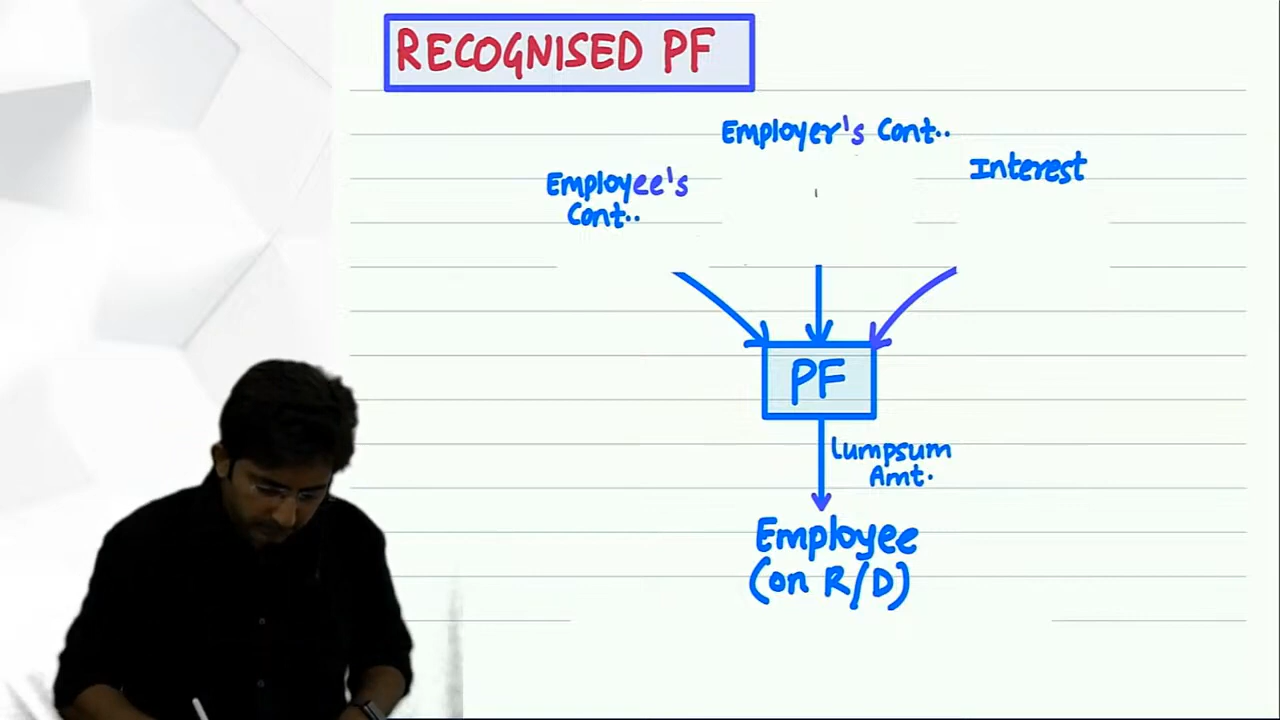 RECOGNISED PF
Employer's Cont..
Interest
Employee's
Cont..
PF
Lumpsum
Amt.
Employee
(on R/D)